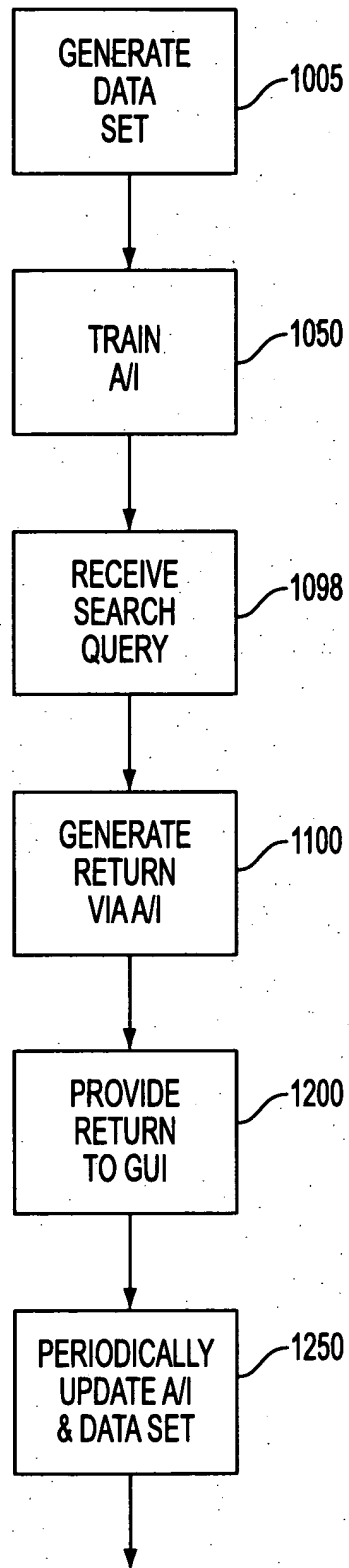 GENERATE
DATA
SET
1005
TRAIN
A/I
1050
RECEIVE
SEARCH
QUERY
1098
GENERATE
RETURN
VIA A/I
1100
PROVIDE
RETURN
TO GUI
1200
PERIODICALLY
UPDATE A/I
& DATA SET
1250